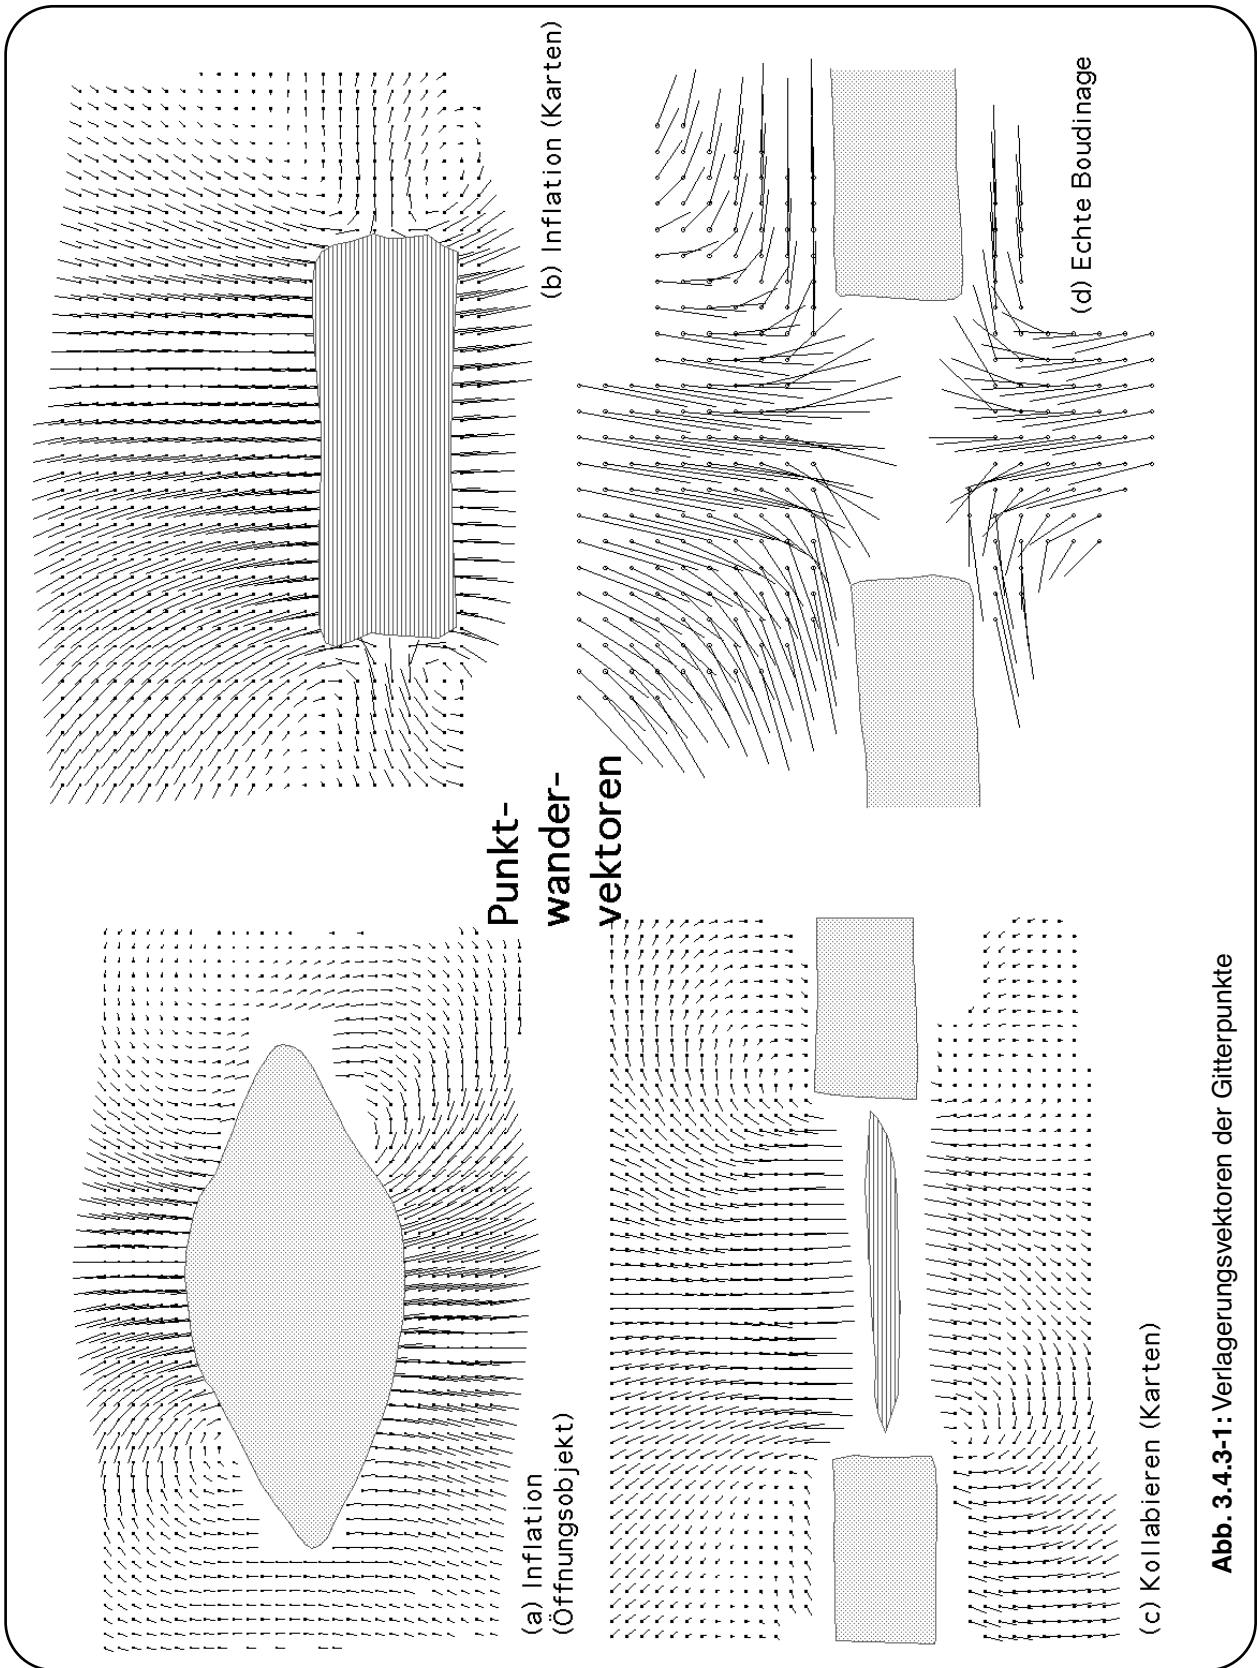 (a) Inflation
(Öffnungsobjekt)
(b) Inflation (Karten)
Punkt-
wander-
vektoren
(c) Kollabieren (Karten)
(d) Echte Boudinage
Abb. 3.4.3-1: Verlagerungsvektoren der Gitterpunkte